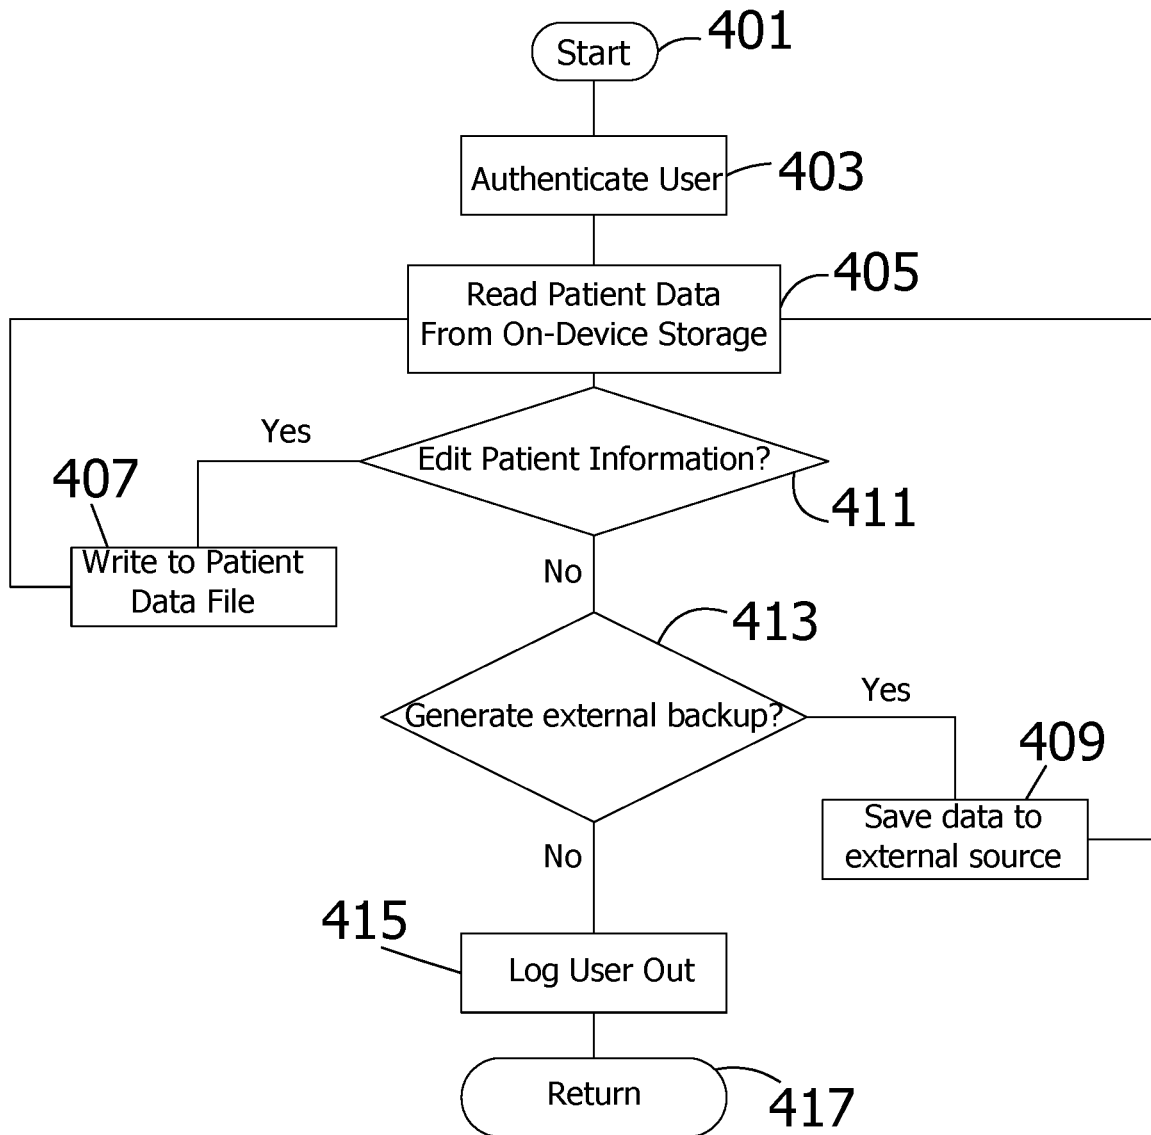 Start
401
Authenticate User
403
Read Patient Data
From On-Device Storage
405
Yes
Edit Patient Information?
407
411
Write to Patient
Data File
No
413
Generate external backup?
Yes
409
Save data to
external source
No
415
Log User Out
Return
417